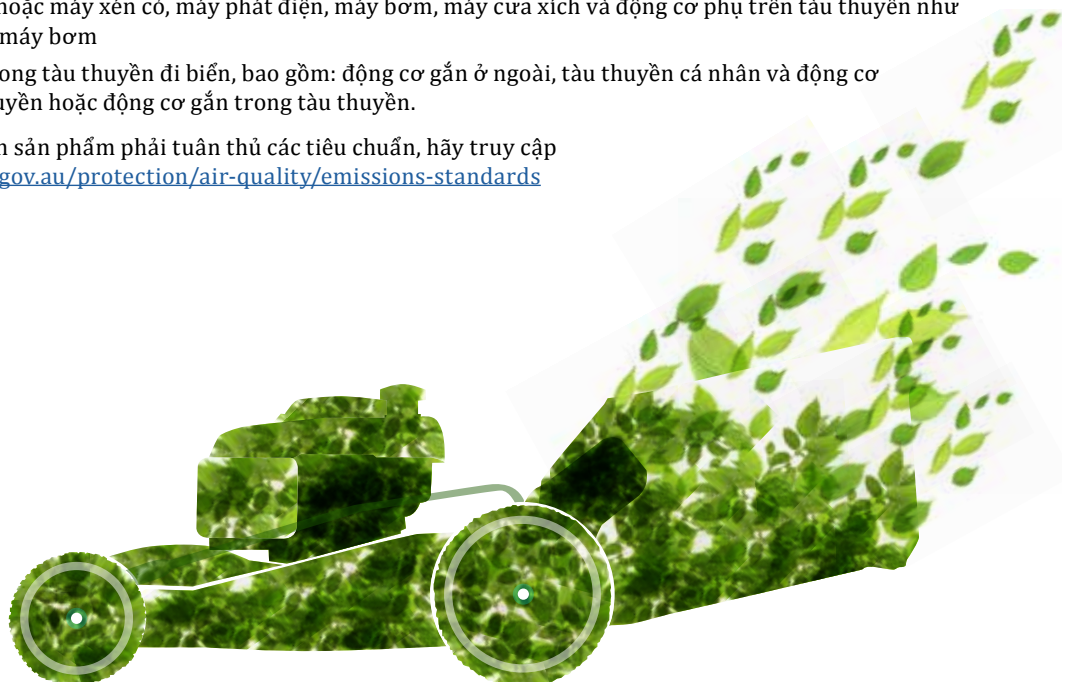 hoặc máy xén cỏ, máy phát điện, máy bơm, máy cưa xích và động cơ phụ trên tàu thuyền như
máy bơm
ong tàu thuyền đi biển, bao gồm: động cơ gắn ở ngoài, tàu thuyền cá nhân và động cơ
uyền hoặc động cơ gắn trong tàu thuyền.
n sản phẩm phải tuân thủ các tiêu chuẩn, hãy truy cập
gov.au/protection/air-quality/emissions-standards